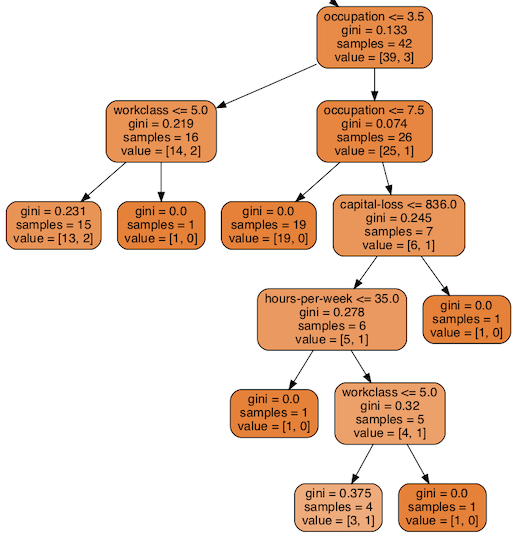 occupation <= 3.5
gini = 0.133
samples = 42
value = [39, 3]
workclass <= 5.0
gini = 0.219
samples = 16
value = [14, 2]
occupation <= 7.5
gini = 0.074
samples = 26
value = [25, 1]
gini = 0.231
samples = 15
value = [13, 2]
gini = 0.0
samples = 1
value = [1, 0]
gini = 0.0
samples = 19
value = [19, 0]
capital-loss <= 836.0
gini = 0.245
samples = 7
value = [6, 1]
hours-per-week <= 35.0
gini = 0.278
samples = 6
value = [5, 1]
gini = 0.0
samples = 1
value = [1, 0]
gini = 0.0
samples = 1
value = [1, 0]
workclass <= 5.0
gini = 0.32
samples = 5
value = [4, 1]
gini = 0.375
samples = 4
value = [3, 1]
gini = 0.0
samples = 1
value = [1, 0]